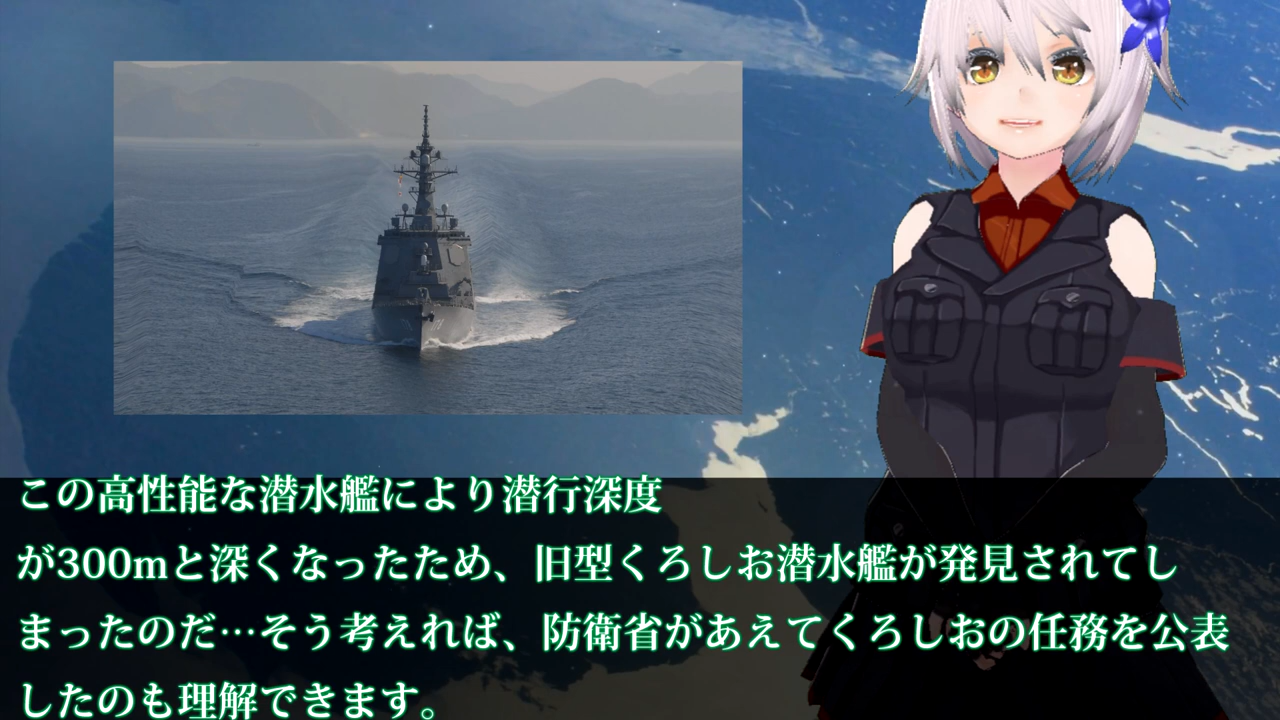 この高性能な潜水艦により潜行深度
が300mと深くなったため、旧型くろしお潜水艦が発見されてし
まったのだ…そう考えれば、防衛省があえてくろしおの任務を公表
したのも理解できます。